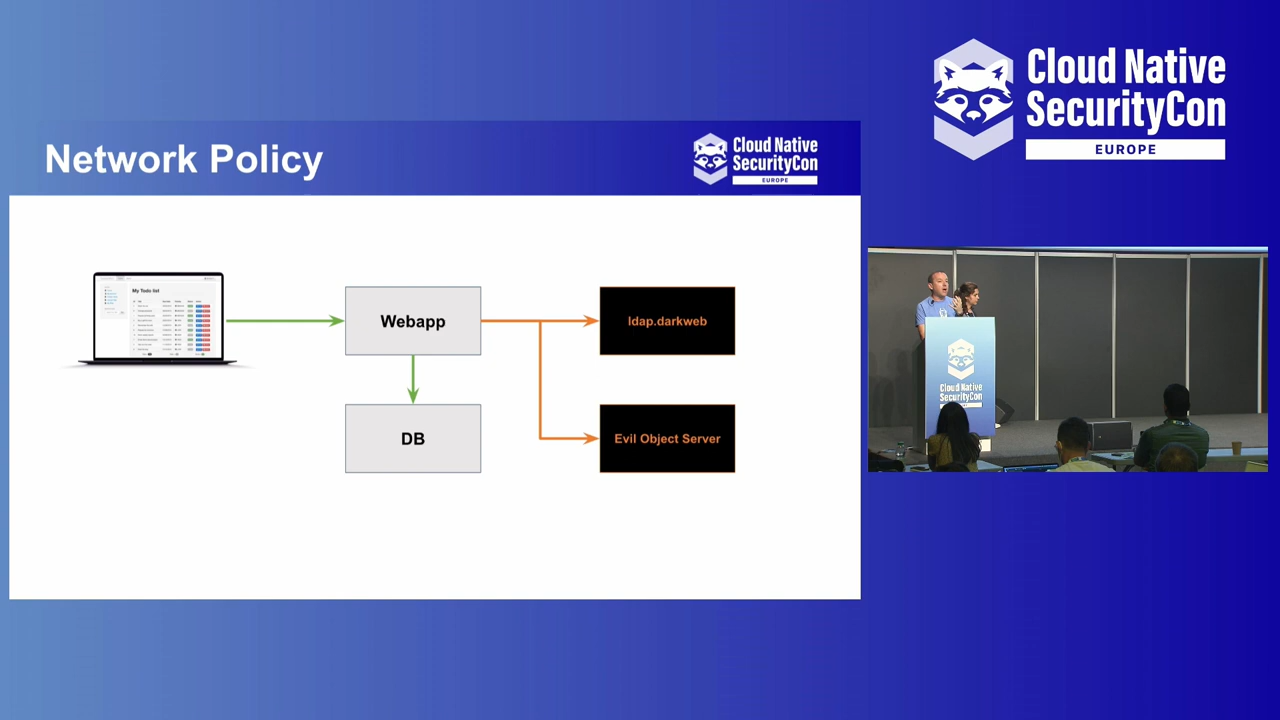 Cloud Native
SecurityCon
EUROPE
Network Policy
Cloud Native
SecurityCon
EUROPE
My Todo list
Webapp
ldap.darkweb
DB
Evil Object Server
Cloud Native
SecurityCon